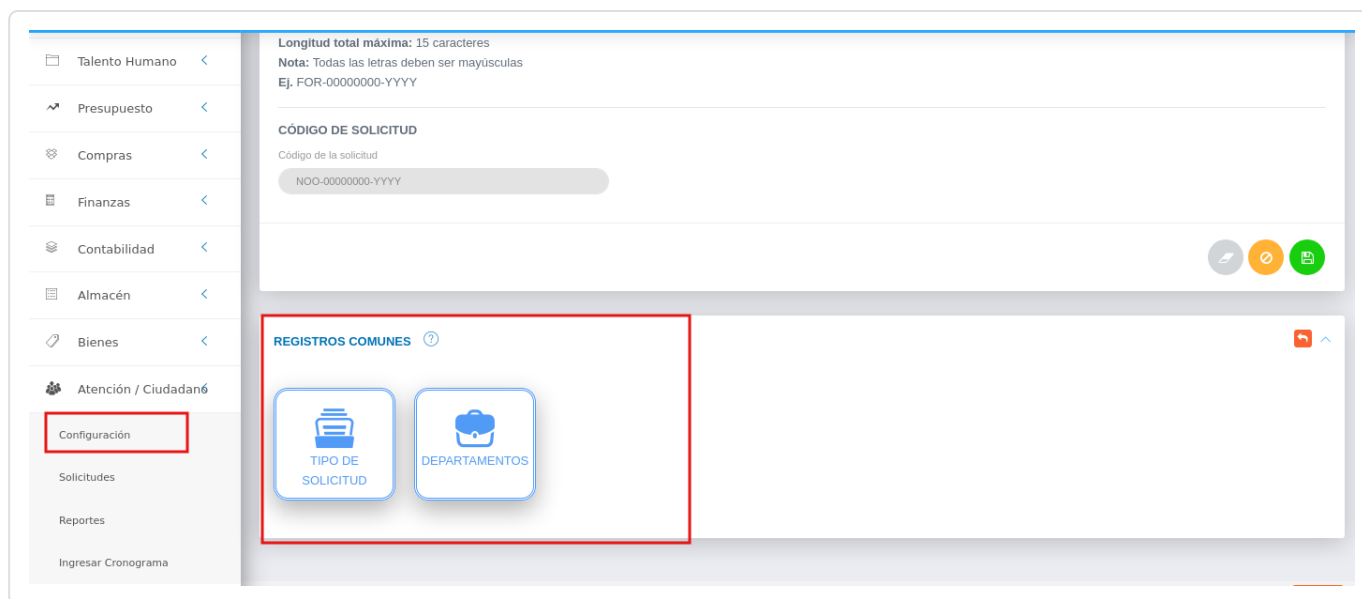 Talento Humano
Presupuesto
Compras
Finanzas
Contabilidad
Almacén
Bienes
Atención / Ciudadano
Configuración
Solicitudes
Reportes
Ingresar Cronograma
Longitud total máxima: 15 caracteres
Nota: Todas las letras deben ser mayúsculas
Ej. FOR-00000000-YYYY
CÓDIGO DE SOLICITUD
Código de la solicitud
NOO-00000000-YYYY
REGISTROS COMUNES
TIPO DE
SOLICITUD
DEPARTAMENTOS